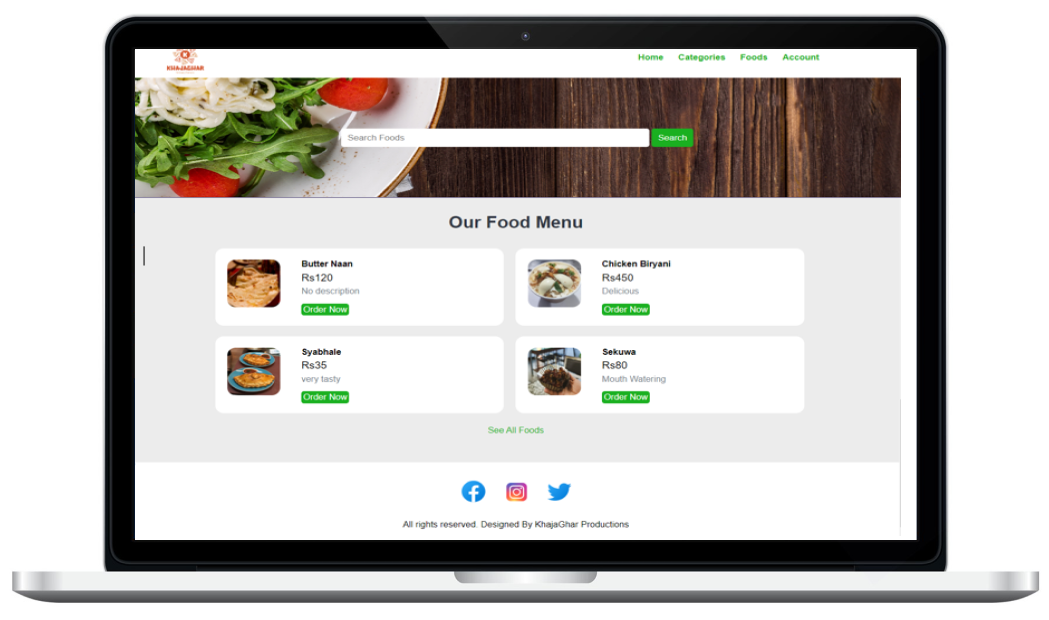 KHAJAGHAR
Home Categories Foods Account
Search Foods
Search
Our Food Menu
Butter Naan
Rs120
No description
Order Now
Chicken Biryani
Rs450
Delicious
Order Now
Syabhale
Rs35
very tasty
Order Now
Sekuwa
Rs80
Mouth Watering
Order Now
See All Foods
All rights reserved. Designed By KhajaGhar Productions